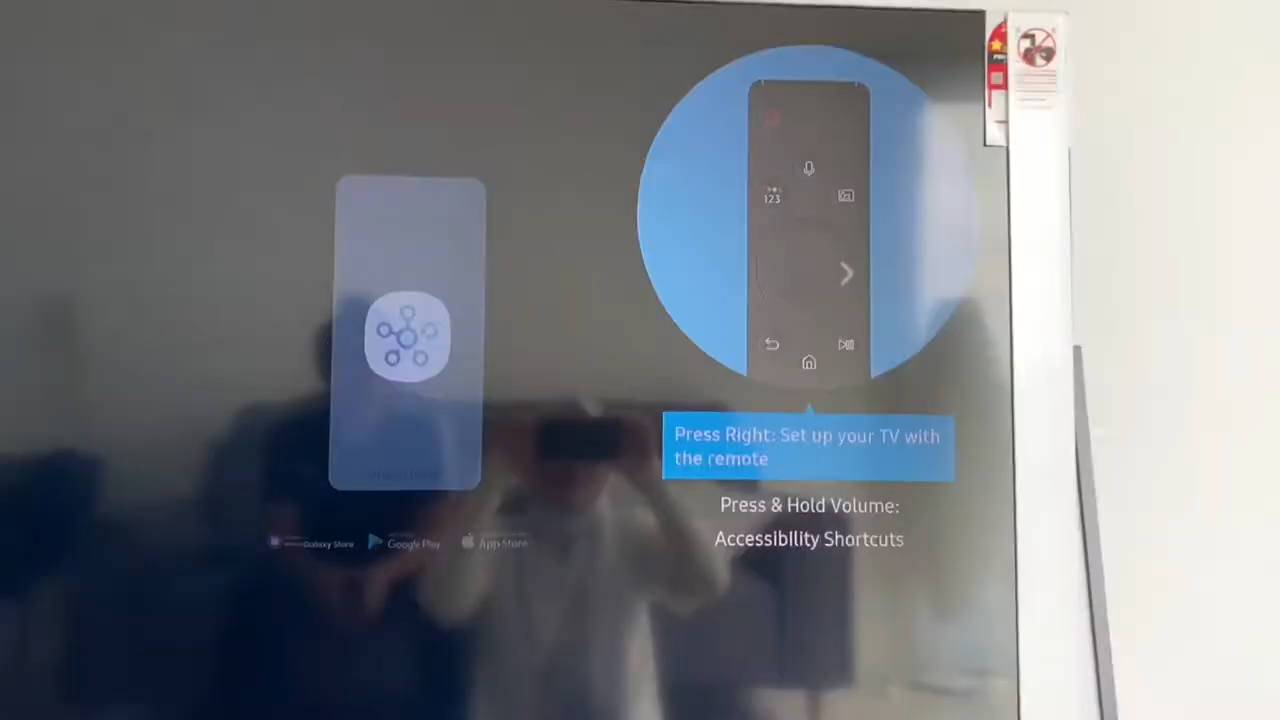 123
Galaxy Store
Google Play
App Store
Press Right: Set up your TV with
the remote
Press & Hold Volume:
Accessibility Shortcuts